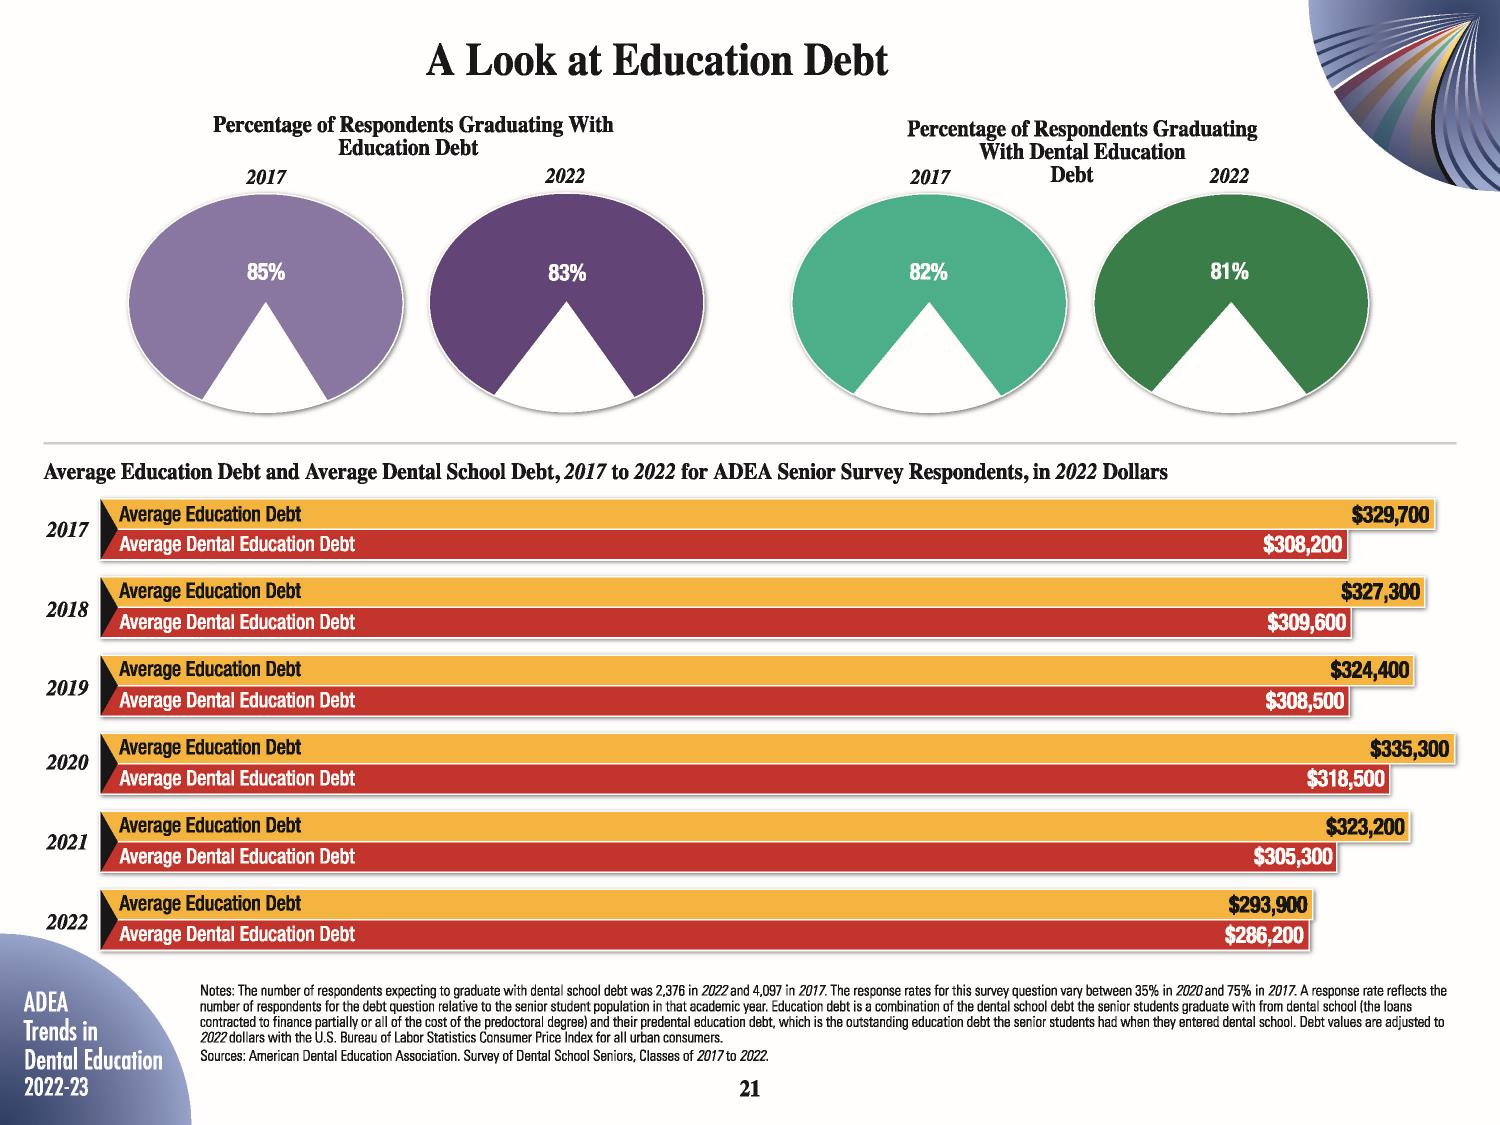 A Look at Education Debt
Percentage of Respondents Graduating With
Education Debt
2017
2022
85%
83%
Percentage of Respondents Graduating
With Dental Education
Debt
2017
2022
82%
81%
Average Education Debt and Average Dental School Debt, 2017 to 2022 for ADEA Senior Survey Respondents, in 2022 Dollars
2017
Average Education Debt
$329,700
Average Dental Education Debt
$308,200
2018
Average Education Debt
$327,300
Average Dental Education Debt
$309,600
2019
Average Education Debt
$324,400
Average Dental Education Debt
$308,500
2020
Average Education Debt
$335,300
Average Dental Education Debt
$318,500
2021
Average Education Debt
$323,200
Average Dental Education Debt
$305,300
2022
Average Education Debt
$293,900
Average Dental Education Debt
$286,200
Notes: The number of respondents expecting to graduate with dental school debt was 2,376 in 2022 and 4,097 in 2017. The response rates for this survey question vary between 35% in 2020 and 75% in 2017. A response rate reflects the
number of respondents for the debt question relative to the senior student population in that academic year. Education debt is a combination of the dental school debt the senior students graduate with from dental school (the loans
contracted to finance partially or all of the cost of the predoctoral degree) and their predental education debt, which is the outstanding education debt the senior students had when they entered dental school. Debt values are adjusted to
2022 dollars with the U.S. Bureau of Labor Statistics Consumer Price Index for all urban consumers.
Sources: American Dental Education Association. Survey of Dental School Seniors, Classes of 2017 to 2022.
ADEA
Trends in
Dental Education
2022-23
21